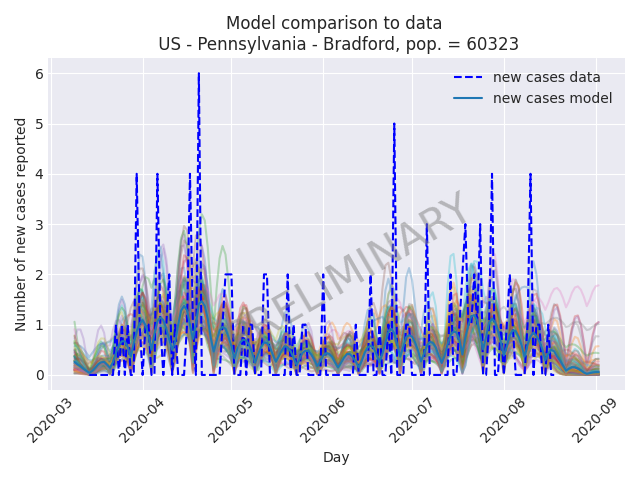 Model comparison to data
US - Pennsylvania - Bradford, pop. = 60323
new cases data
new cases model
PRELIMINARY
Number of new cases reported
6
5
4
3
2
1
0
2020-03
2020-04
2020-05
2020-06
2020-07
2020-08
2020-09
Day